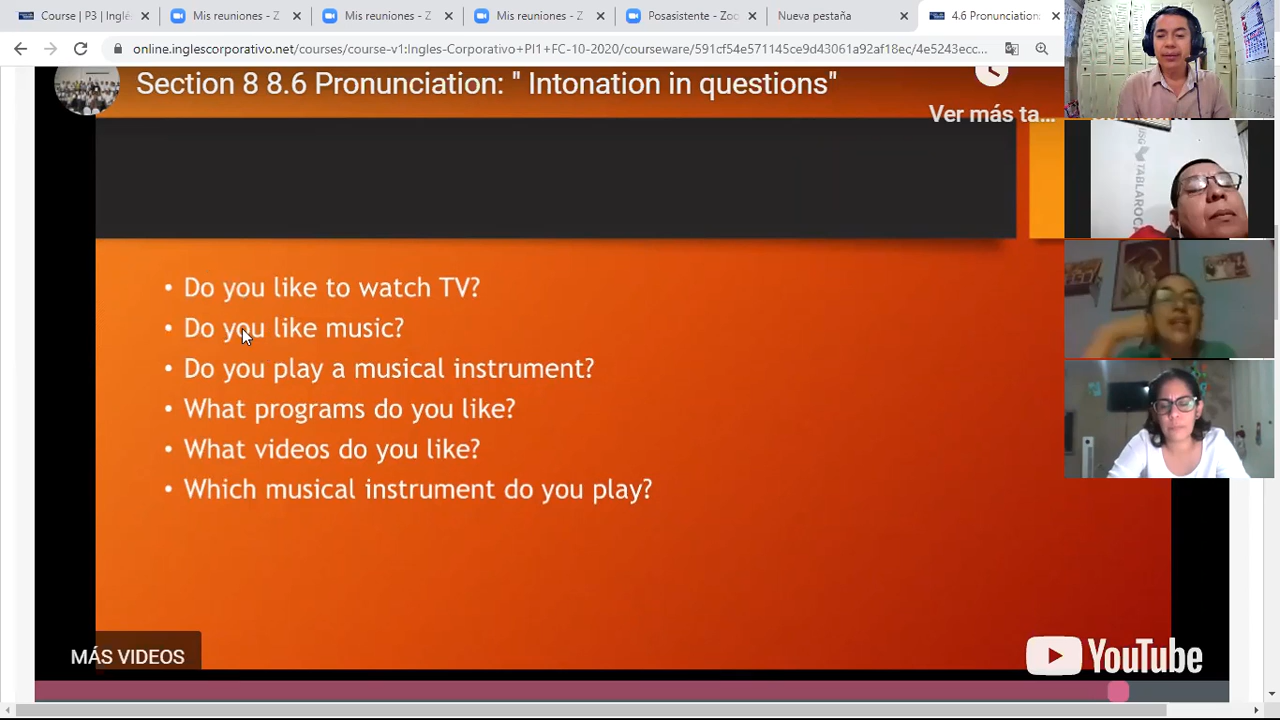 Course | P3 | Inglé
Mis reuniones - Z
Mis reuniones - Z
Mis reuniones - Z
Posasistente - Zoo
Nueva pestaña
4.6 Pronunciation:
online.inglescorporativo.net/courses/course-v1:Ingles-Corporativo+PI1+FC-10-2020/courseware/591cf54e571145ce9d43061a92af18ec/4e5243ecc...
Section 8 8.6 Pronunciation: " Intonation in questions"
Ver más ta...
TABLAROCA
• Do you like to watch TV?
• Do you like music?
• Do you play a musical instrument?
• What programs do you like?
• What videos do you like?
• Which musical instrument do you play?
MÁS VIDEOS
YouTube